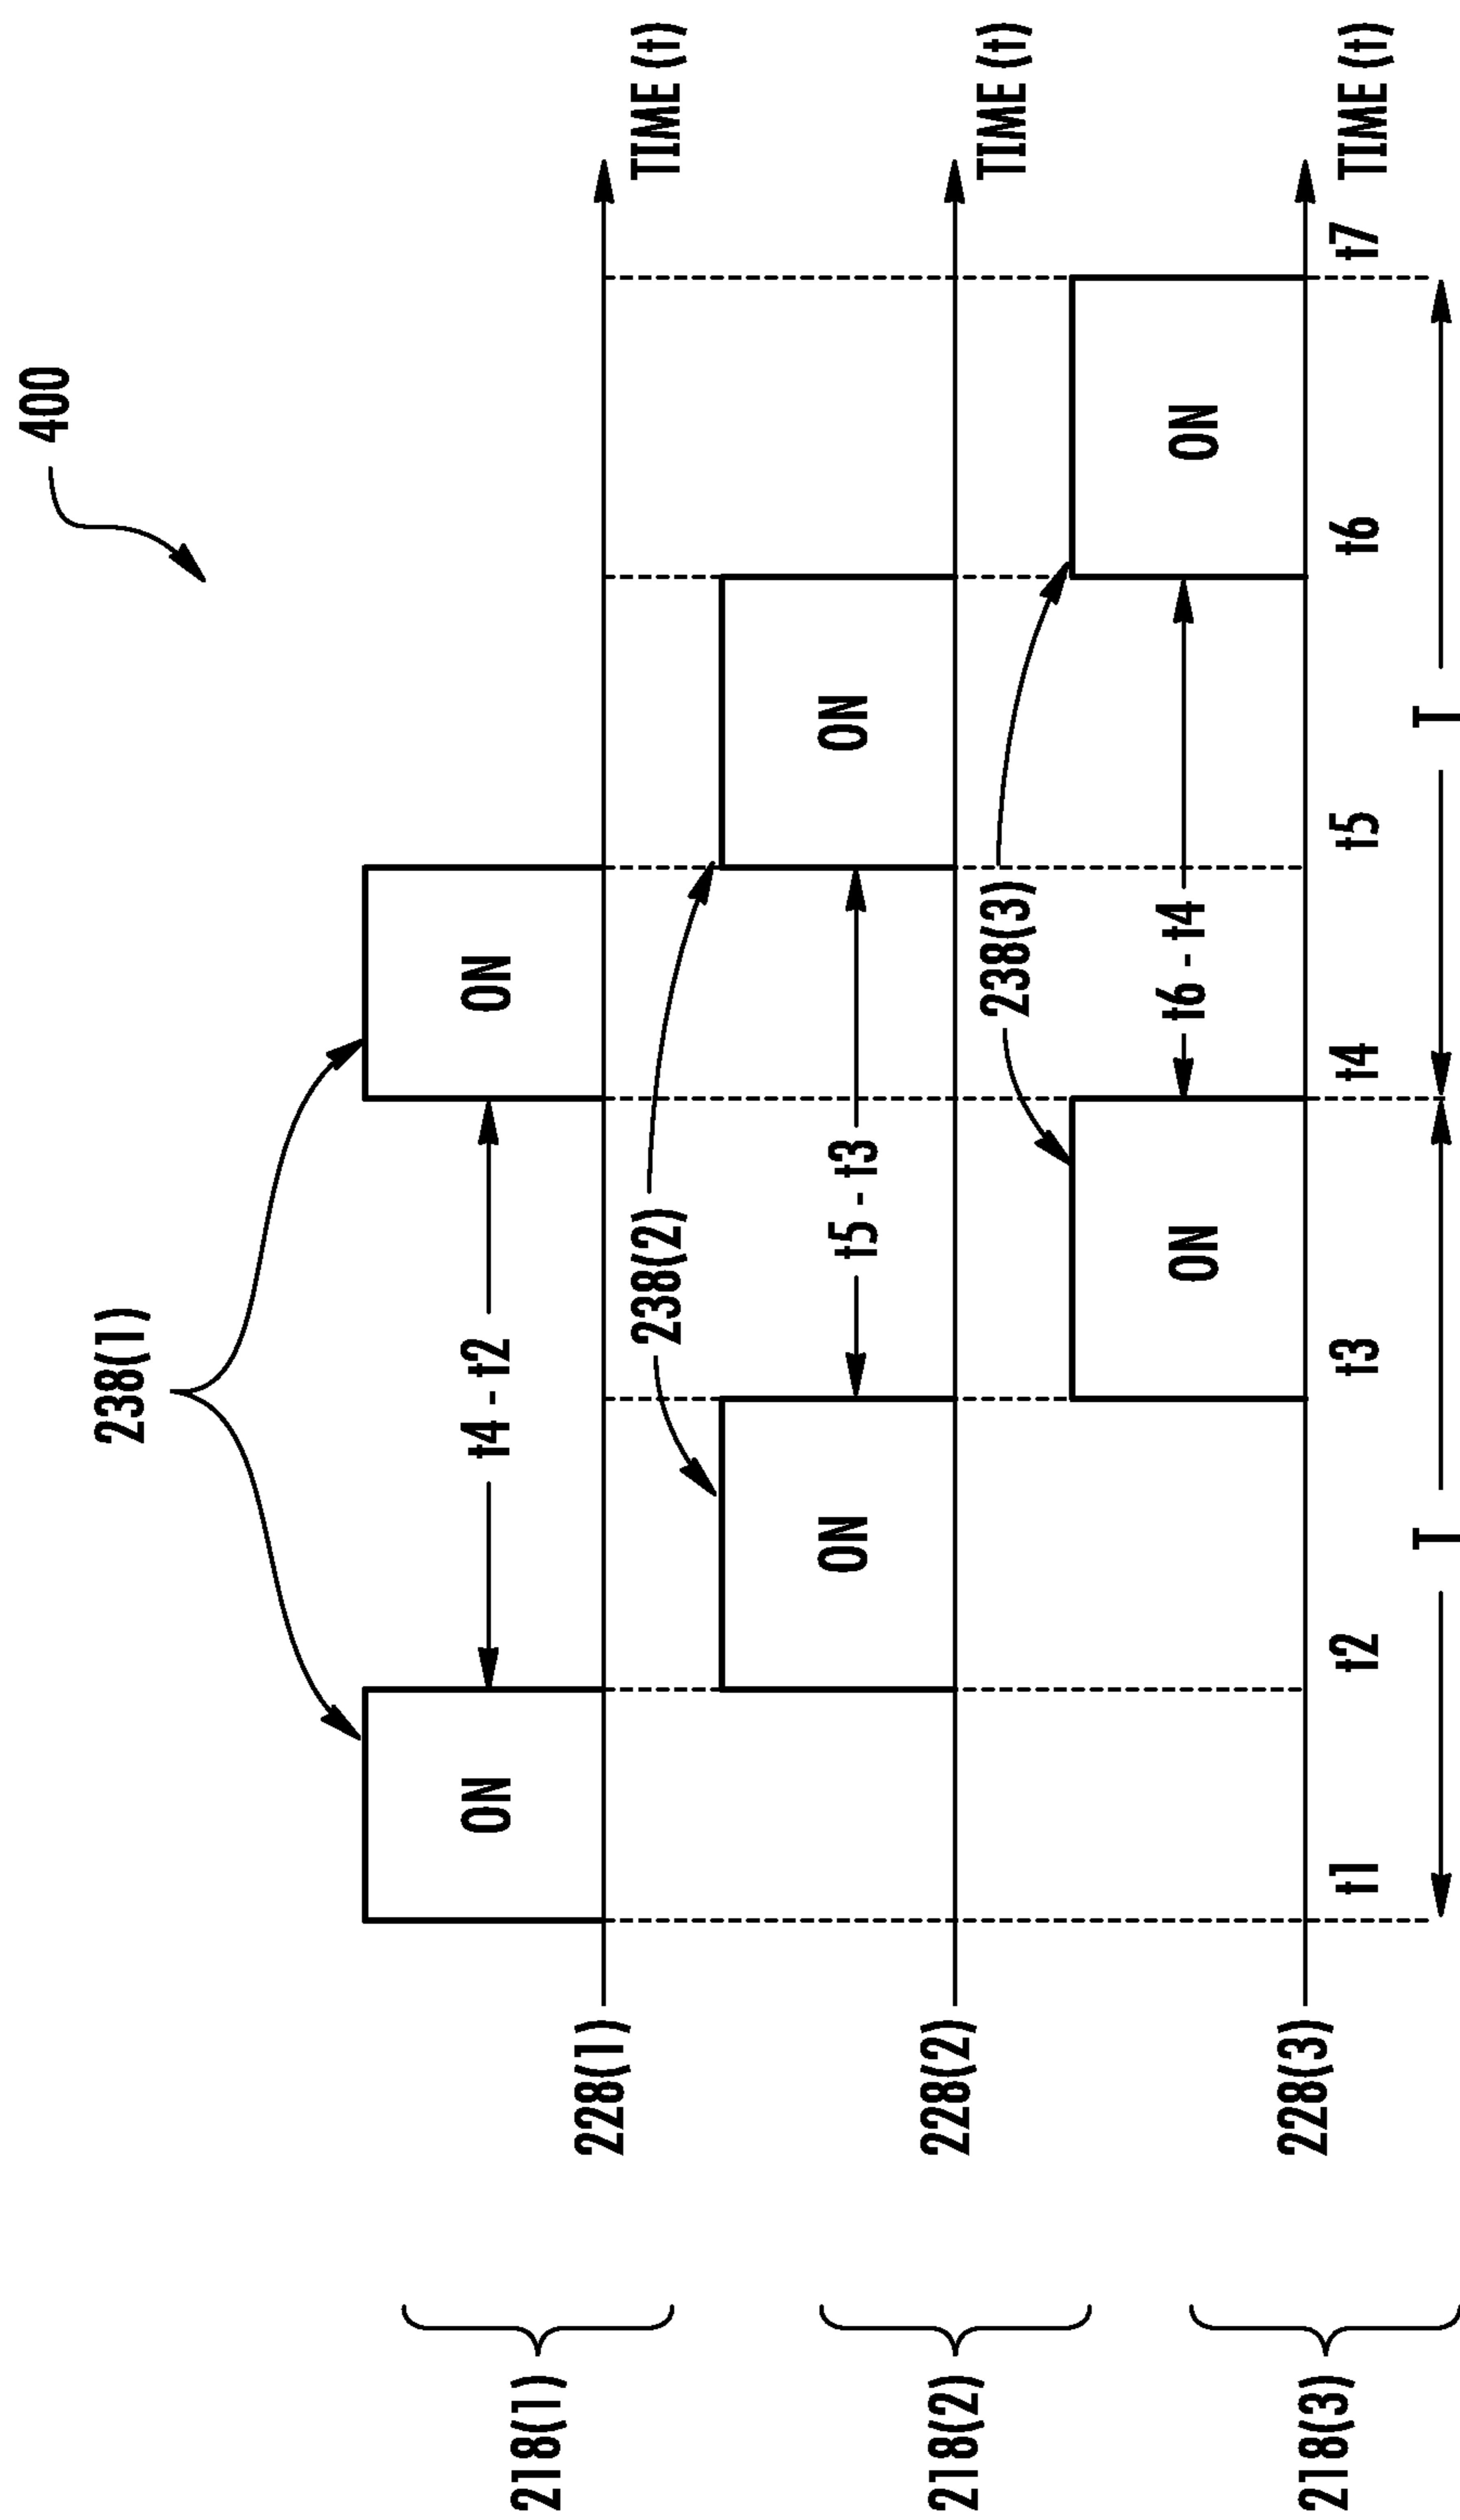 400
238(1)
218(1)
ON
t4 - t2
ON
228(1)
TIME (t)
238(2)
218(2)
ON
t5 - t3
ON
228(2)
TIME (t)
238(3)
218(3)
ON
t6 - t4
ON
228(3)
TIME (t)
t1
t2
t3
t4
t5
t6
t7
T
T